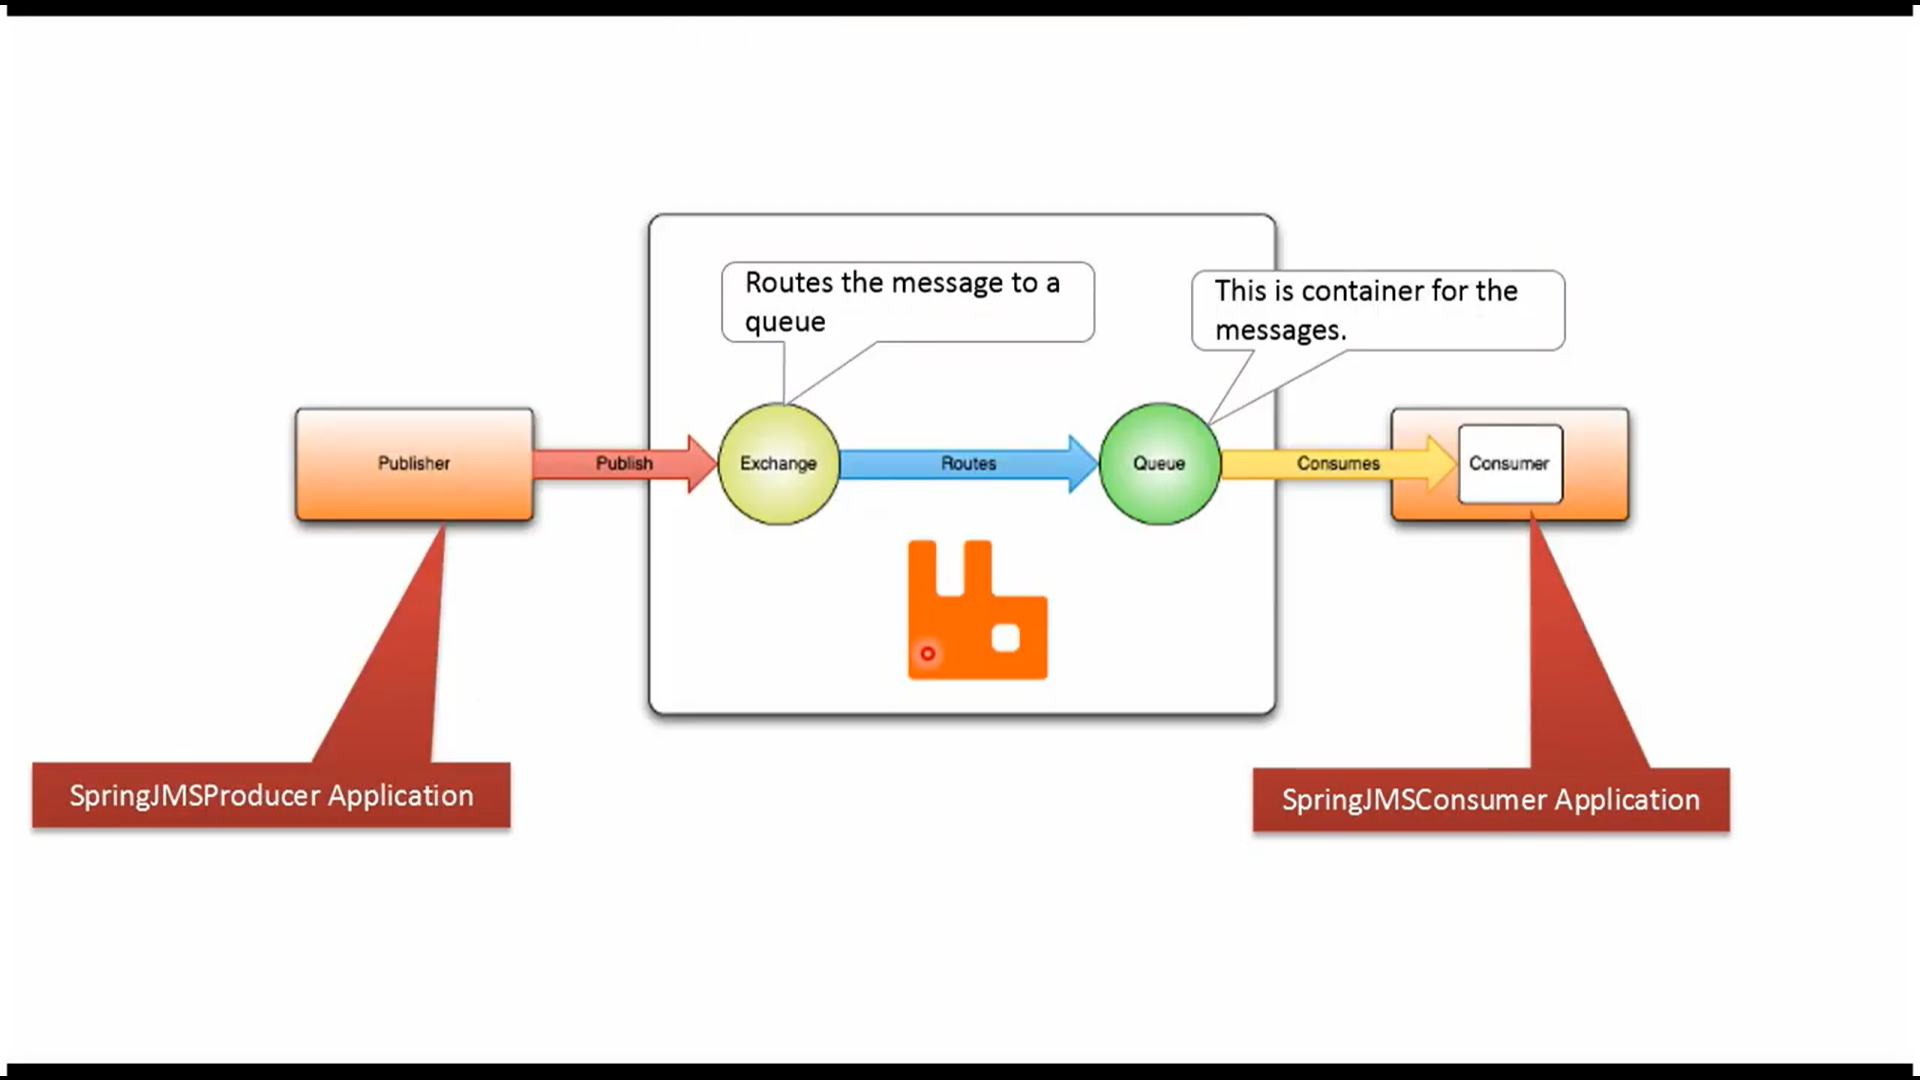 Routes the message to a
queue
This is container for the
messages.
Publisher
Publish
Exchange
Routes
Queue
Consumes
Consumer
SpringJMSProducer Application
SpringJMSConsumer Application